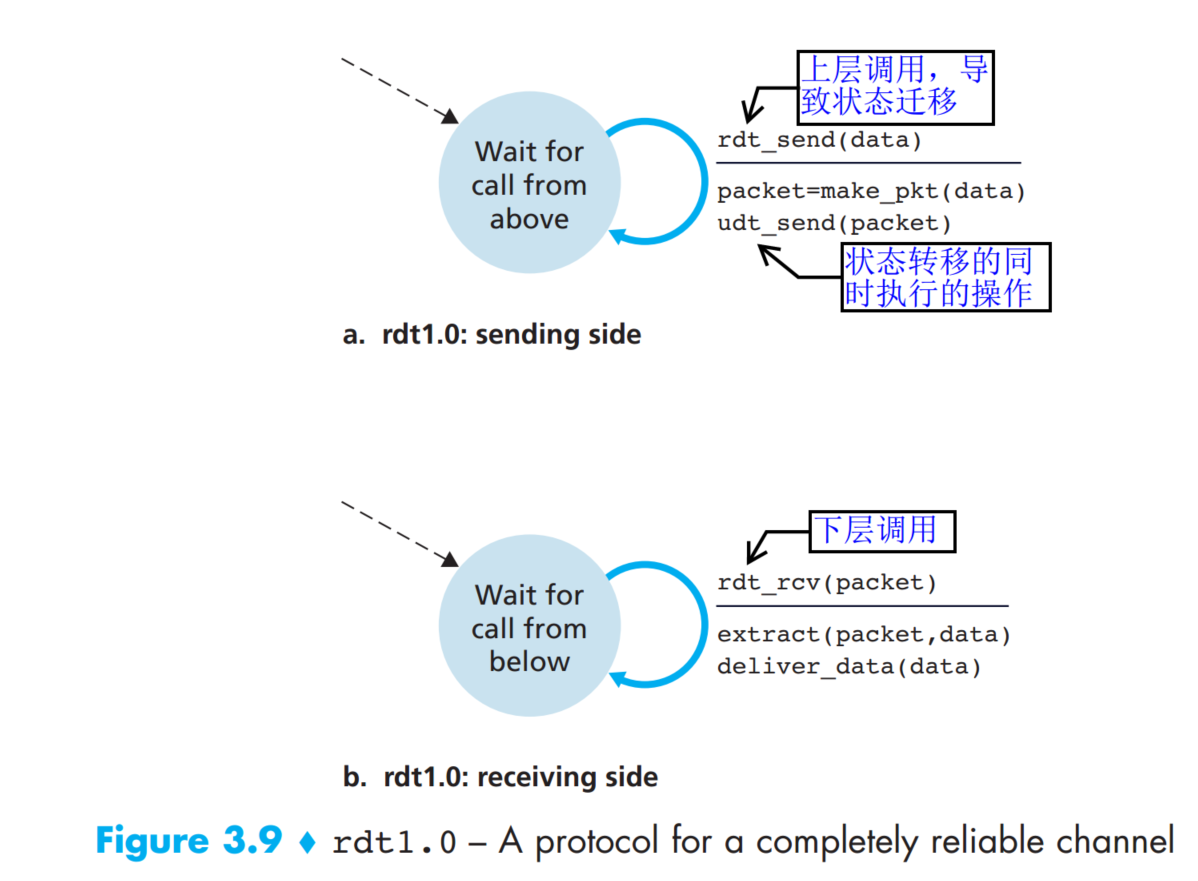 上层调用，导
致状态迁移
Wait for
call from
above
rdt_send(data)
packet=make_pkt(data)
udt_send(packet)
状态转移的同
时执行的操作
a. rdt1.0: sending side
下层调用
Wait for
call from
below
rdt_rcv(packet)
extract(packet,data)
deliver_data(data)
b. rdt1.0: receiving side
Figure 3.9 ♦ rdt1.0 – A protocol for a completely reliable channel